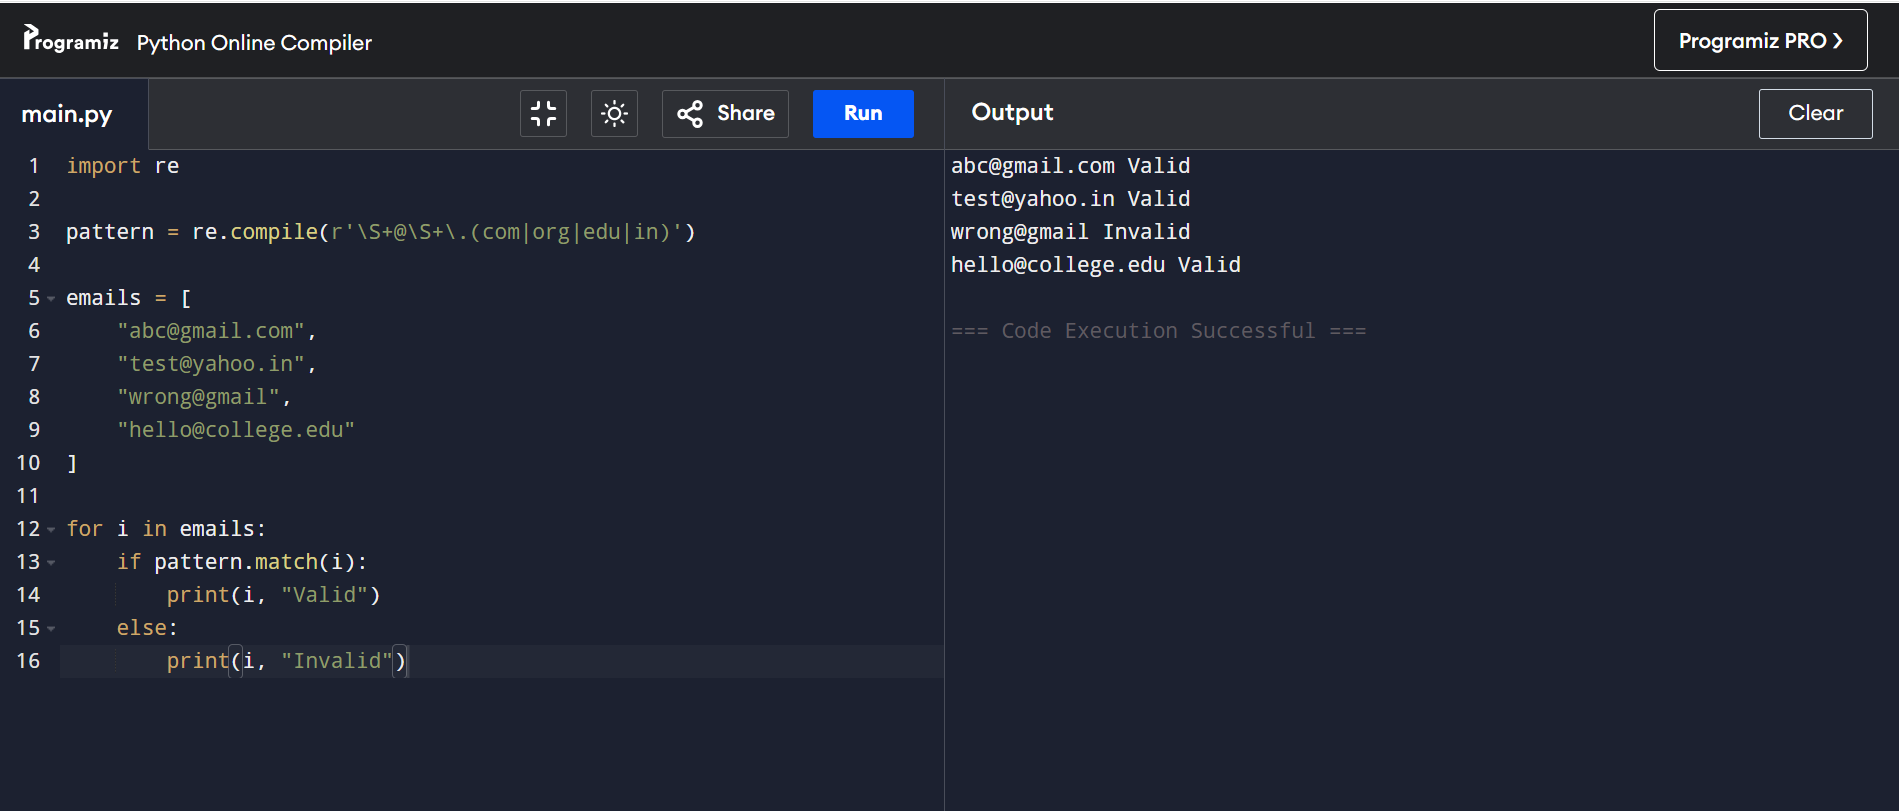 Programiz Python Online Compiler
Programiz PRO ❯
main.py
Share
Run
1 import re
2
3 pattern = re.compile(r'\S+@\S+\.(com|org|edu|in)')
4
5 emails = [
6     "abc@gmail.com",
7     "test@yahoo.in",
8     "wrong@gmail",
9     "hello@college.edu"
10 ]
11
12 for i in emails:
13     if pattern.match(i):
14         print(i, "Valid")
15     else:
16         print(i, "Invalid")
Output
Clear
abc@gmail.com Valid
test@yahoo.in Valid
wrong@gmail Invalid
hello@college.edu Valid
=== Code Execution Successful ===